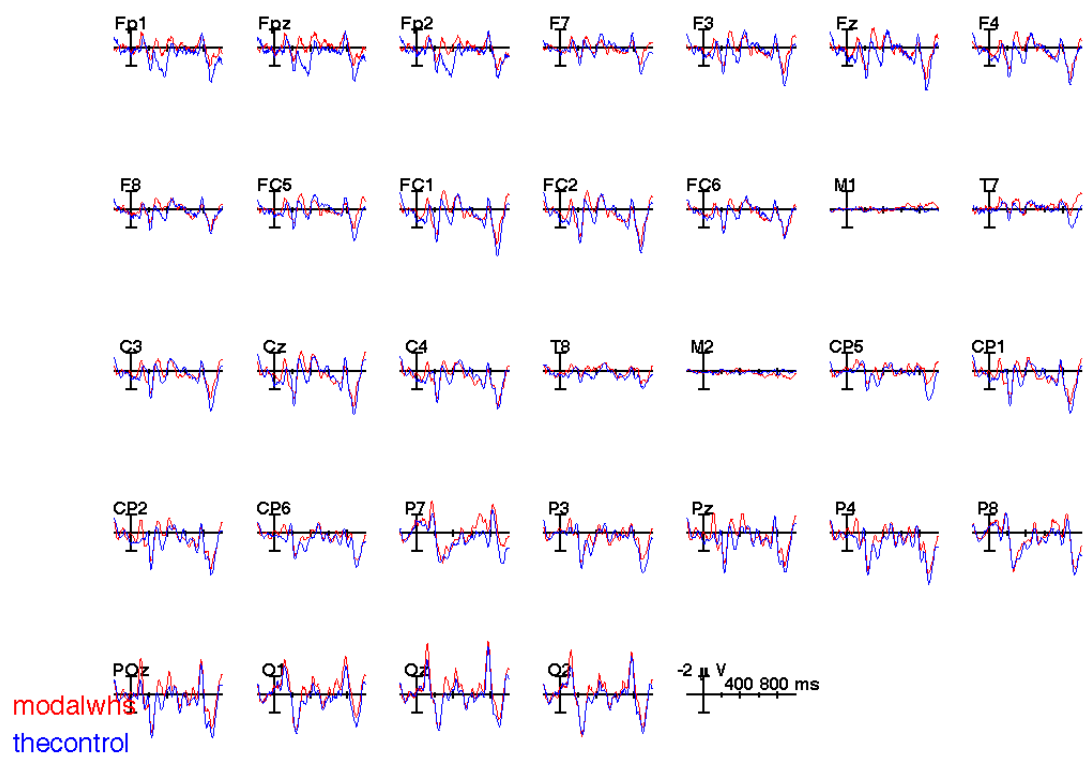 Fp1 Fpz Fp2 F7 F3 Fz F4
F8 FC5 FC1 FC2 FC6 M1 T7
C3 Cz C4 T8 M2 CP5 CP1
CP2 CP6 P7 P3 Pz P4 P8
POz O1 Oz O2 -2 µ V
400 800 ms
modalwhs
thecontrol